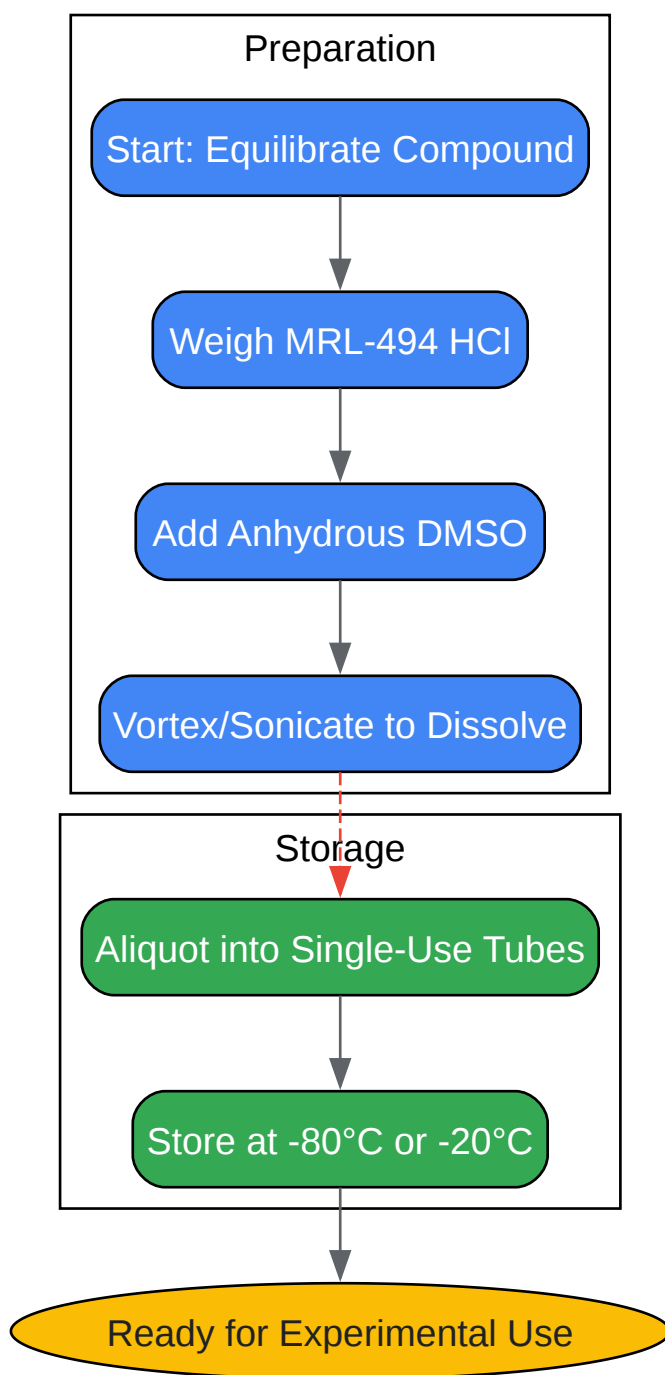 Preparation
Start: Equilibrate Compound
Weigh MRL-494 HCl
Add Anhydrous DMSO
Vortex/Sonicate to Dissolve
Storage
Aliquot into Single-Use Tubes
Store at -80°C or -20°C
Ready for Experimental Use